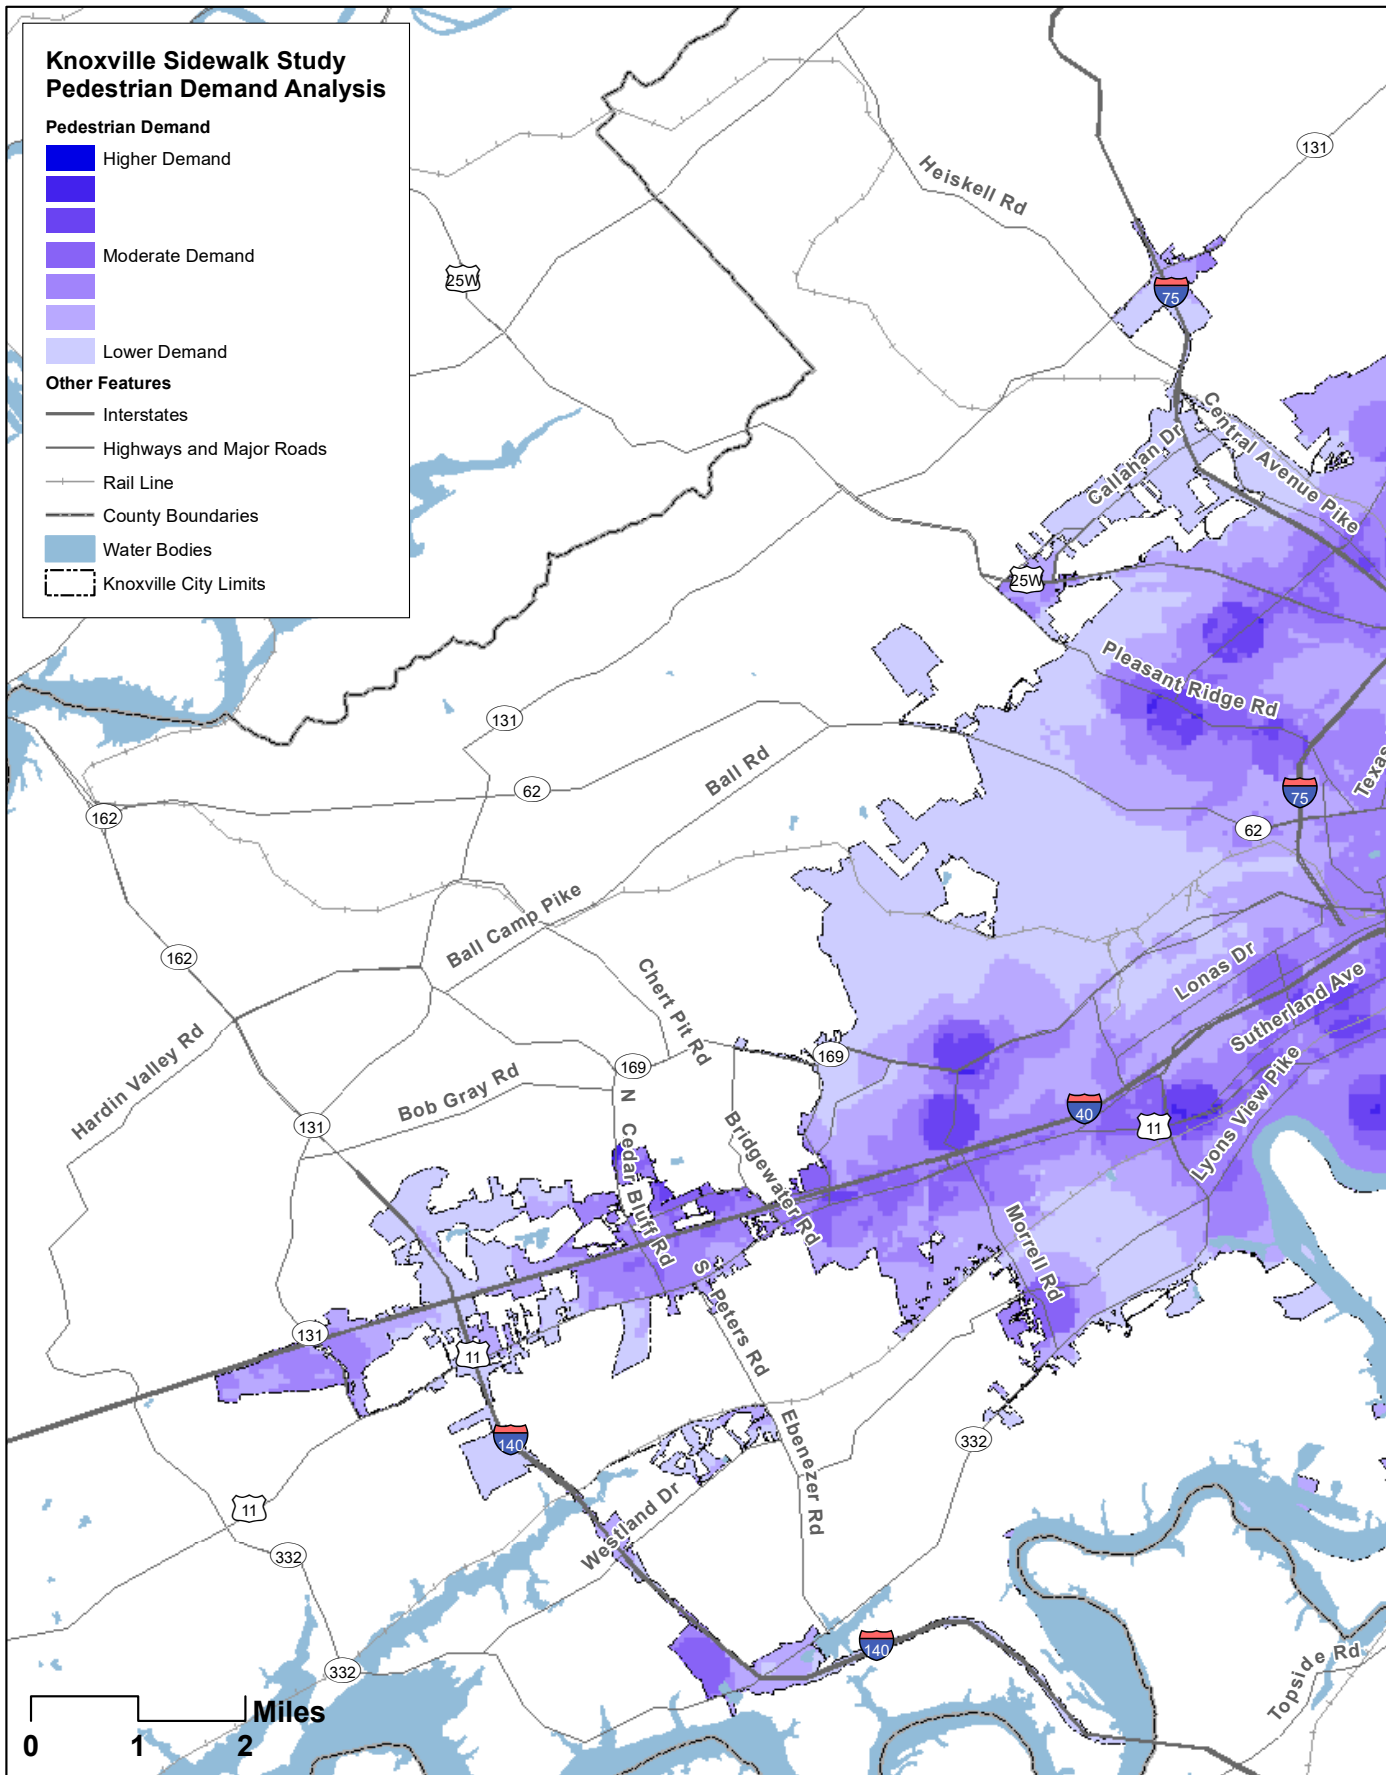 Knoxville Sidewalk Study
Pedestrian Demand Analysis
Pedestrian Demand
Higher Demand
Moderate Demand
Lower Demand
Other Features
Interstates
Highways and Major Roads
Rail Line
County Boundaries
Water Bodies
Knoxville City Limits
131
Heiskell Rd
25W
75
Central Avenue Pike
Callahan Dr
25W
Pleasant Ridge Rd
131
Ball Rd
62
75
Texas
162
62
Ball Camp Pike
162
Chert Pit Rd
Lonas Dr
Sutherland Ave
Hardin Valley Rd
169
169
Bob Gray Rd
N Cedar Bluff Rd
Bridgewater Rd
40
11
Lyons View Pike
131
Morrell Rd
S Peters Rd
131
11
Ebenezer Rd
140
332
11
Westland Dr
332
140
332
Topside Rd
Miles
0 1 2